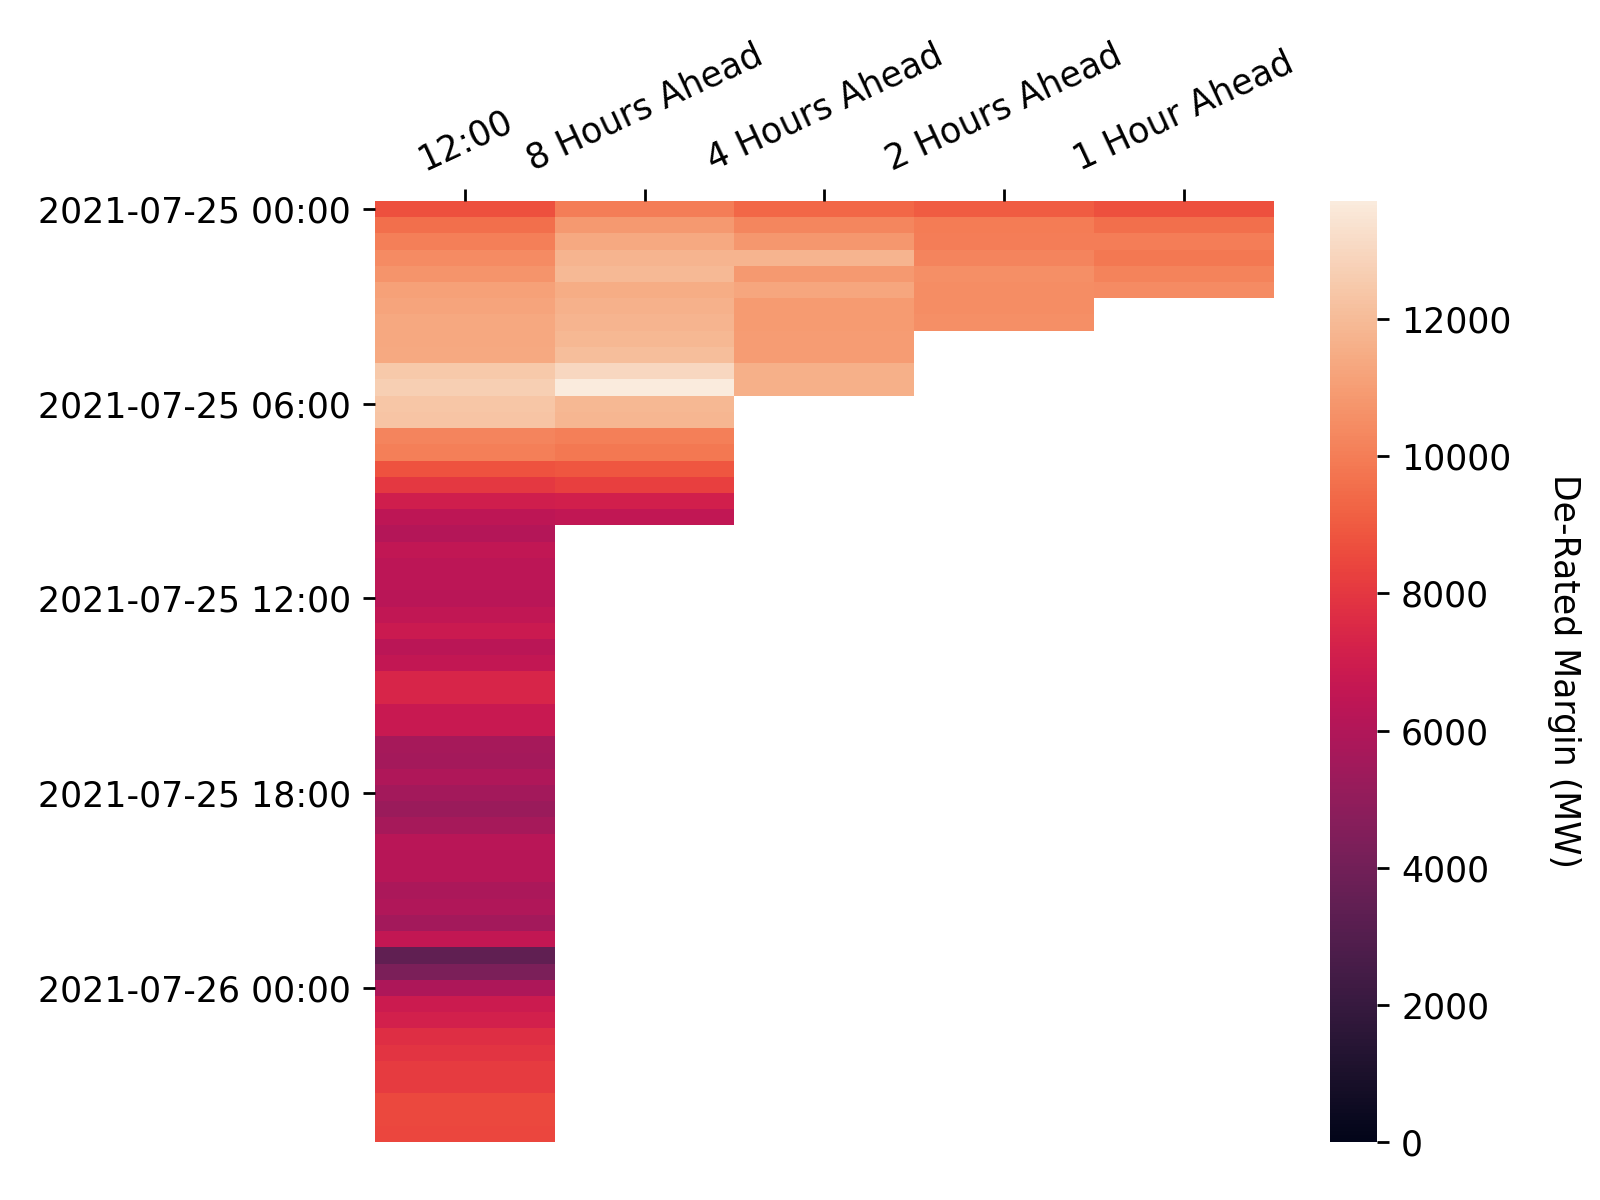 12:00
8 Hours Ahead
4 Hours Ahead
2 Hours Ahead
1 Hour Ahead
2021-07-25 00:00
2021-07-25 06:00
2021-07-25 12:00
2021-07-25 18:00
2021-07-26 00:00
12000
10000
8000
6000
4000
2000
0
De-Rated Margin (MW)